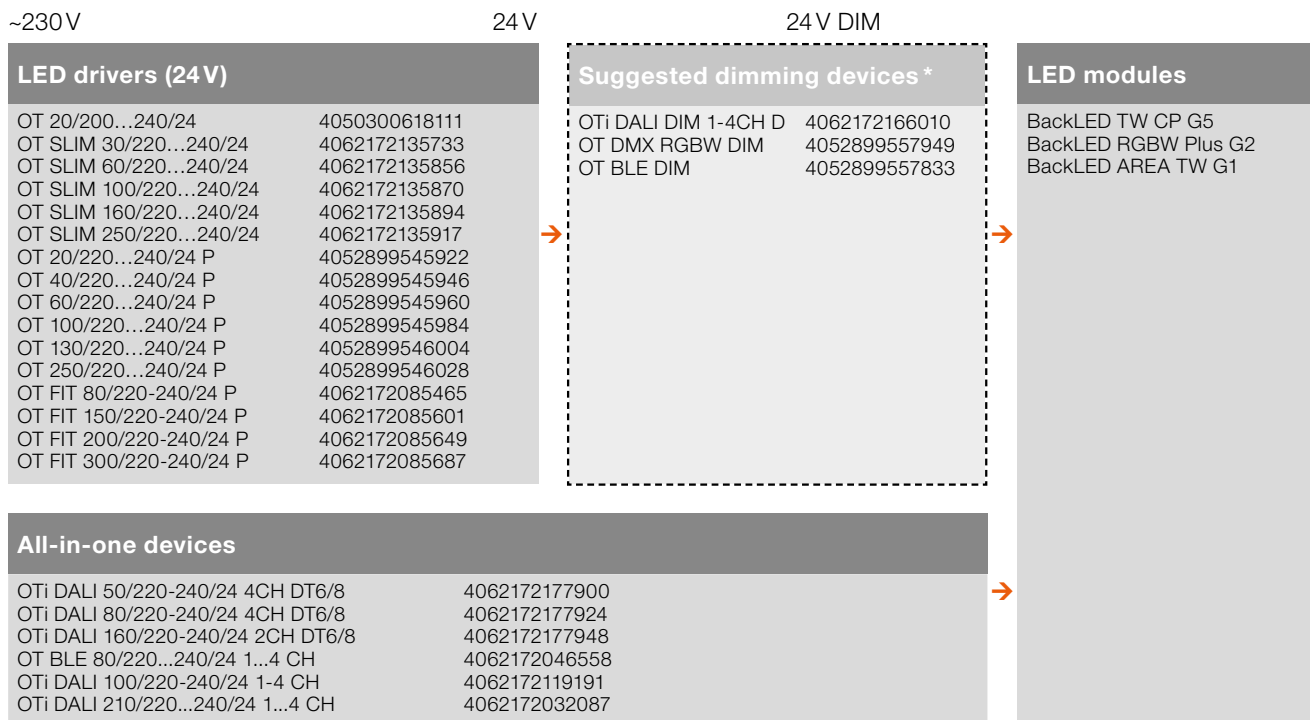 ~230 V
24 V
24 V DIM
LED drivers (24 V)
OT 20/200…240/24 4050300618111
OT SLIM 30/220…240/24 4062172135733
OT SLIM 60/220…240/24 4062172135856
OT SLIM 100/220…240/24 4062172135870
OT SLIM 160/220…240/24 4062172135894
OT SLIM 250/220…240/24 4062172135917
OT 20/220…240/24 P 4052899545922
OT 40/220…240/24 P 4052899545946
OT 60/220…240/24 P 4052899545960
OT 100/220…240/24 P 4052899545984
OT 130/220…240/24 P 4052899546004
OT 250/220…240/24 P 4052899546028
OT FIT 80/220-240/24 P 4062172085465
OT FIT 150/220-240/24 P 4062172085601
OT FIT 200/220-240/24 P 4062172085649
OT FIT 300/220-240/24 P 4062172085687
Suggested dimming devices *
OTi DALI DIM 1-4CH D 4062172166010
OT DMX RGBW DIM 4052899557949
OT BLE DIM 4052899557833
LED modules
BackLED TW CP G5
BackLED RGBW Plus G2
BackLED AREA TW G1
All-in-one devices
OTi DALI 50/220-240/24 4CH DT6/8 4062172177900
OTi DALI 80/220-240/24 4CH DT6/8 4062172177924
OTi DALI 160/220-240/24 2CH DT6/8 4062172177948
OT BLE 80/220...240/24 1...4 CH 4062172046558
OTi DALI 100/220-240/24 1-4 CH 4062172119191
OTi DALI 210/220...240/24 1...4 CH 4062172032087